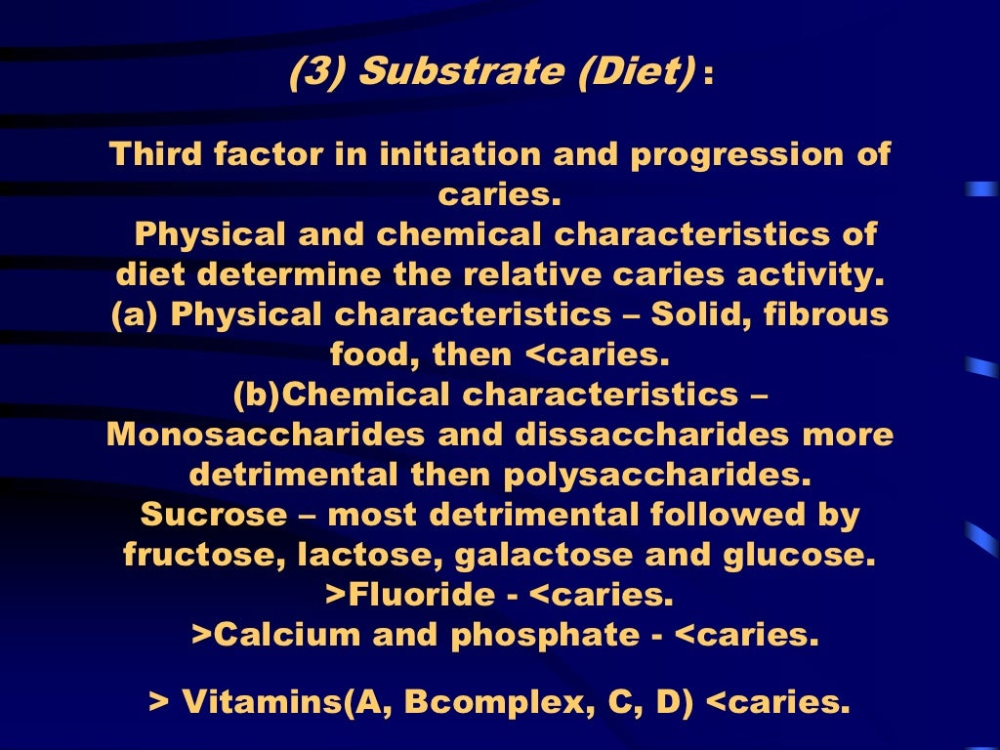 (3) Substrate (Diet) :
Third factor in initiation and progression of
caries.
Physical and chemical characteristics of
diet determine the relative caries activity.
(a) Physical characteristics – Solid, fibrous
food, then <caries.
(b)Chemical characteristics –
Monosaccharides and dissaccharides more
detrimental then polysaccharides.
Sucrose – most detrimental followed by
fructose, lactose, galactose and glucose.
>Fluoride - <caries.
>Calcium and phosphate - <caries.
> Vitamins(A, Bcomplex, C, D) <caries.